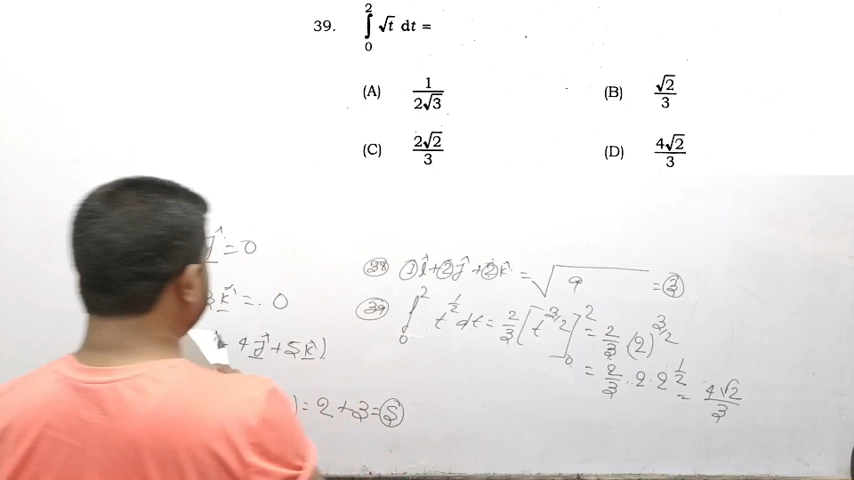 39. ∫₀² √t dt =
(A) 1/(2√3) (B) √2/3
(C) 2√2/3 (D) 4√2/3
ĵ = 0
k̂ = 0
4ĵ + 5k̂)
) = 2 + 3 = 5
38 1î + 2ĵ + 2k̂ = √9 = 3
39 ∫₀² t^(1/2) dt = 2/3 [t^(3/2)]₀² = 2/3 (2)^(3/2)
= 2/3 · 2 · 2^(1/2) = 4√2/3